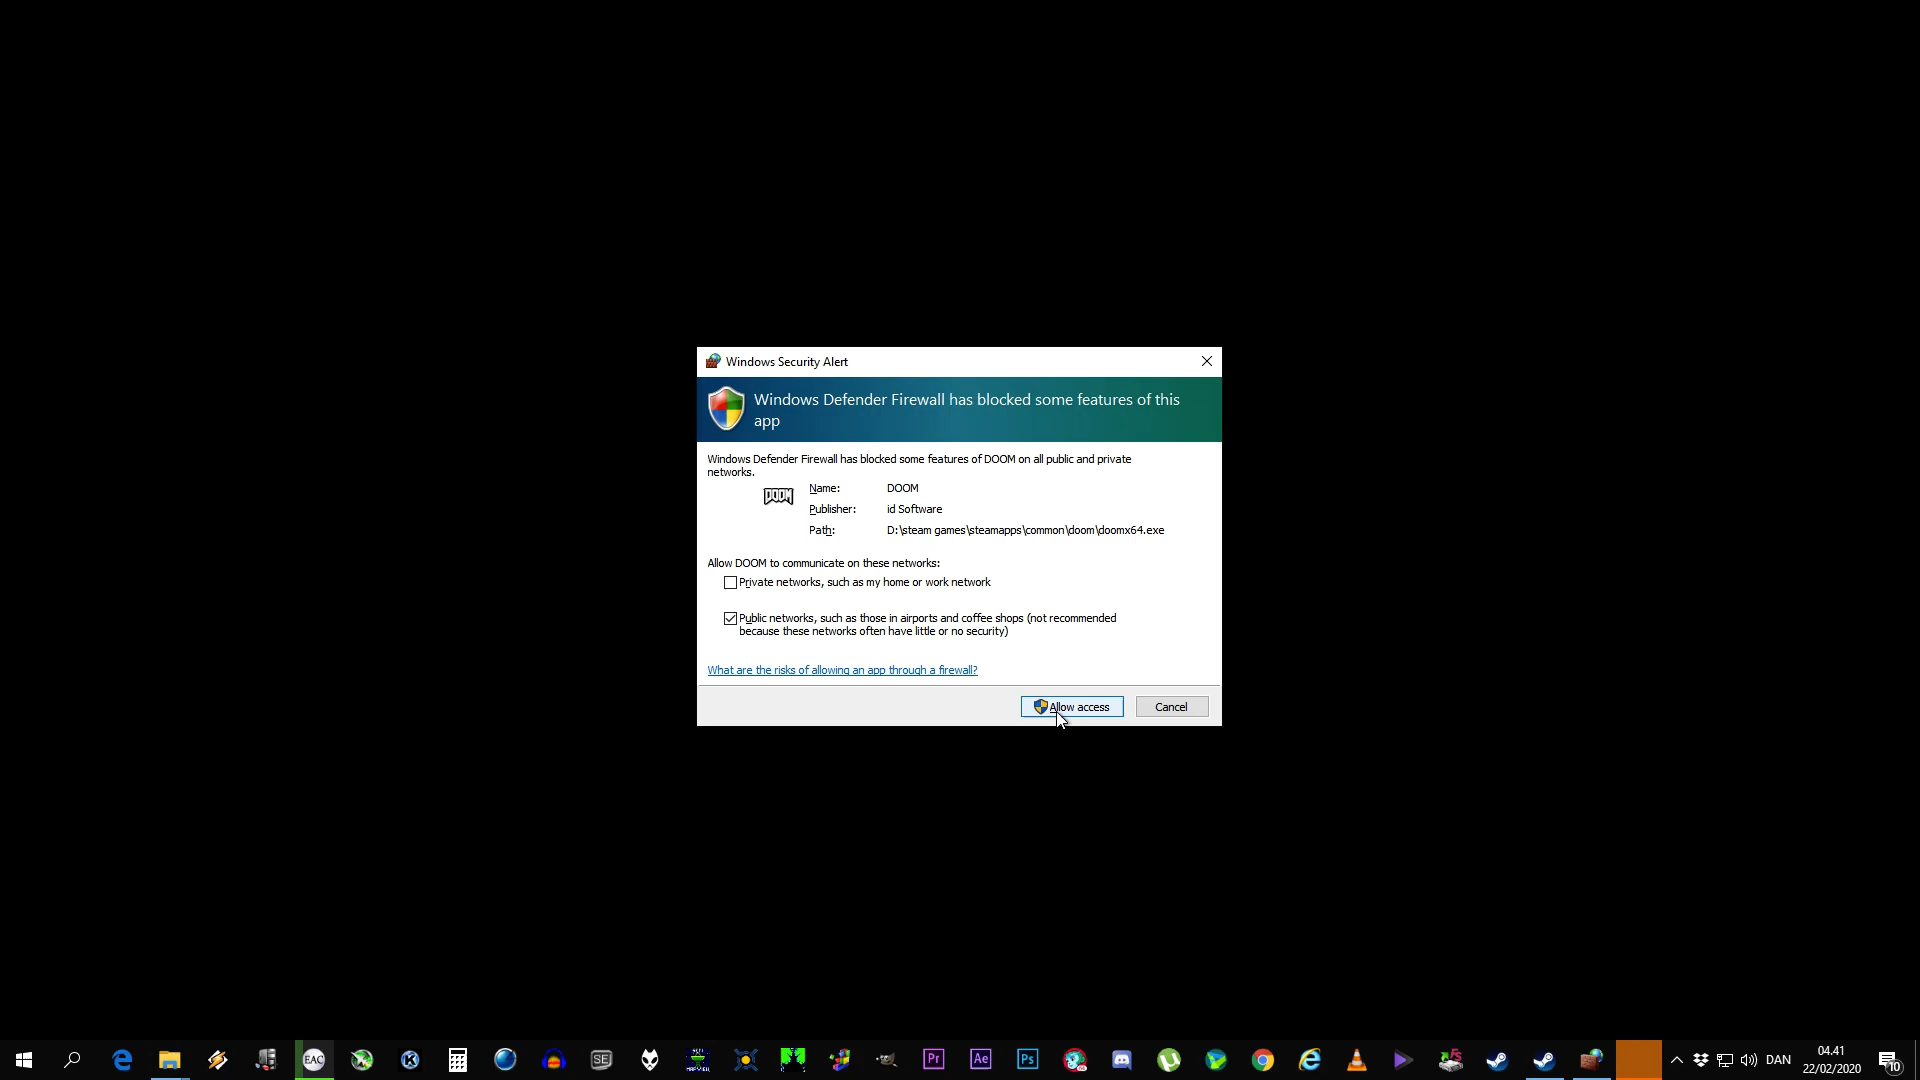 Windows Security Alert
Windows Defender Firewall has blocked some features of this
app
Windows Defender Firewall has blocked some features of DOOM on all public and private
networks.
DOOM
Name: DOOM
Publisher: id Software
Path: D:\steam games\steamapps\common\doom\doomx64.exe
Allow DOOM to communicate on these networks:
Private networks, such as my home or work network
Public networks, such as those in airports and coffee shops (not recommended
because these networks often have little or no security)
What are the risks of allowing an app through a firewall?
Allow access Cancel
EAC SE Pr Ae Ps DAN 04.41
22/02/2020 10